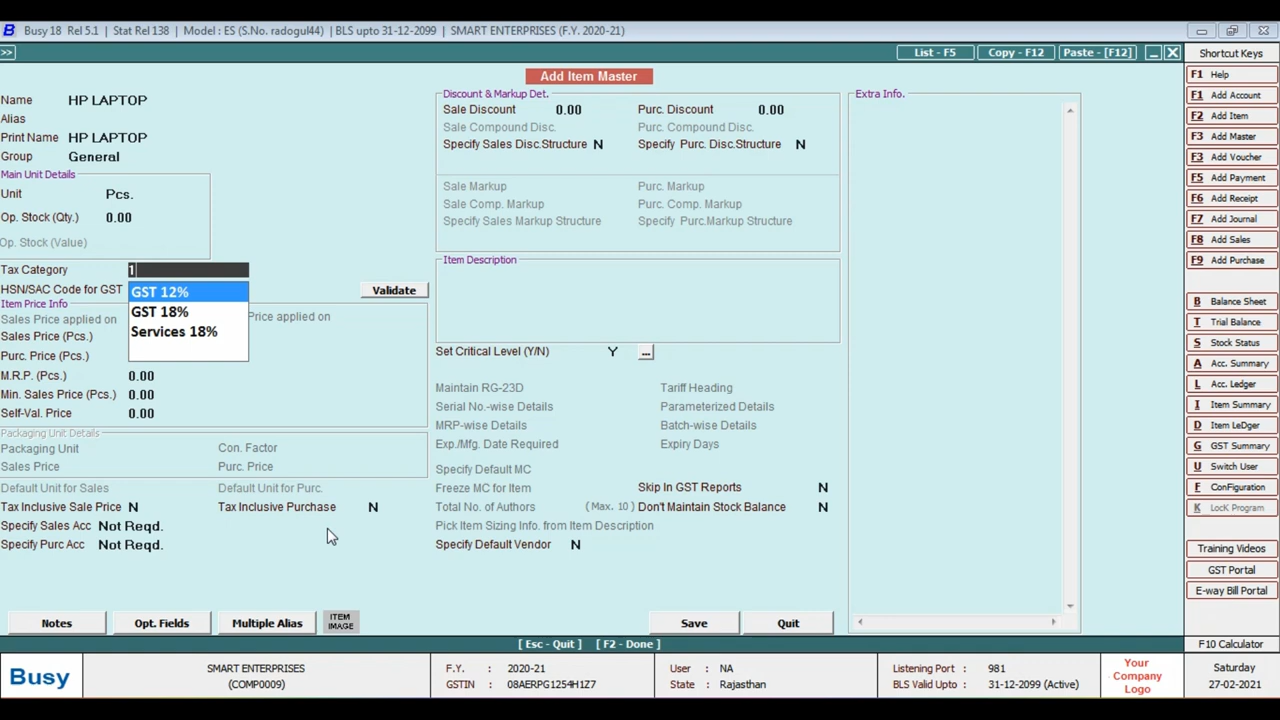 Busy 18 Rel 5.1 | Stat Rel 138 | Model : ES (S.No. radogul44) | BLS upto 31-12-2099 | SMART ENTERPRISES (F.Y. 2020-21)
>> List - F5 Copy - F12 Paste - [F12]
Add Item Master
Name HP LAPTOP
Alias
Print Name HP LAPTOP
Group General
Main Unit Details
Unit Pcs.
Op. Stock (Qty.) 0.00
Op. Stock (Value)
Tax Category 1
HSN/SAC Code for GST Validate
GST 12%
GST 18%
Services 18%
Item Price Info
Sales Price applied on Price applied on
Sales Price (Pcs.)
Purc. Price (Pcs.)
M.R.P. (Pcs.) 0.00
Min. Sales Price (Pcs.) 0.00
Self-Val. Price 0.00
Packaging Unit Details
Packaging Unit Con. Factor
Sales Price Purc. Price
Default Unit for Sales Default Unit for Purc.
Tax Inclusive Sale Price N Tax Inclusive Purchase N
Specify Sales Acc Not Reqd.
Specify Purc Acc Not Reqd.
Discount & Markup Det.
Sale Discount 0.00 Purc. Discount 0.00
Sale Compound Disc. Purc. Compound Disc.
Specify Sales Disc.Structure N Specify Purc. Disc.Structure N
Sale Markup Purc. Markup
Sale Comp. Markup Purc. Comp. Markup
Specify Sales Markup Structure Specify Purc.Markup Structure
Item Description
Set Critical Level (Y/N) Y ...
Maintain RG-23D Tariff Heading
Serial No.-wise Details Parameterized Details
MRP-wise Details Batch-wise Details
Exp./Mfg. Date Required Expiry Days
Specify Default MC
Freeze MC for Item Skip In GST Reports N
Total No. of Authors (Max. 10) Don't Maintain Stock Balance N
Pick Item Sizing Info. from Item Description
Specify Default Vendor N
Extra Info.
Notes Opt. Fields Multiple Alias ITEM IMAGE Save Quit
[ Esc - Quit ] [ F2 - Done ]
Shortcut Keys
F1 Help
F1 Add Account
F2 Add Item
F3 Add Master
F3 Add Voucher
F5 Add Payment
F6 Add Receipt
F7 Add Journal
F8 Add Sales
F9 Add Purchase
B Balance Sheet
T Trial Balance
S Stock Status
A Acc. Summary
L Acc. Ledger
I Item Summary
D Item LeDger
G GST Summary
U Switch User
F ConFiguration
K LocK Program
Training Videos
GST Portal
E-way Bill Portal
F10 Calculator
Busy
SMART ENTERPRISES
(COMP0009)
F.Y. : 2020-21
GSTIN : 08AERPG1254H1Z7
User : NA
State : Rajasthan
Listening Port : 981
BLS Valid Upto : 31-12-2099 (Active)
Your
Company
Logo
Saturday
27-02-2021